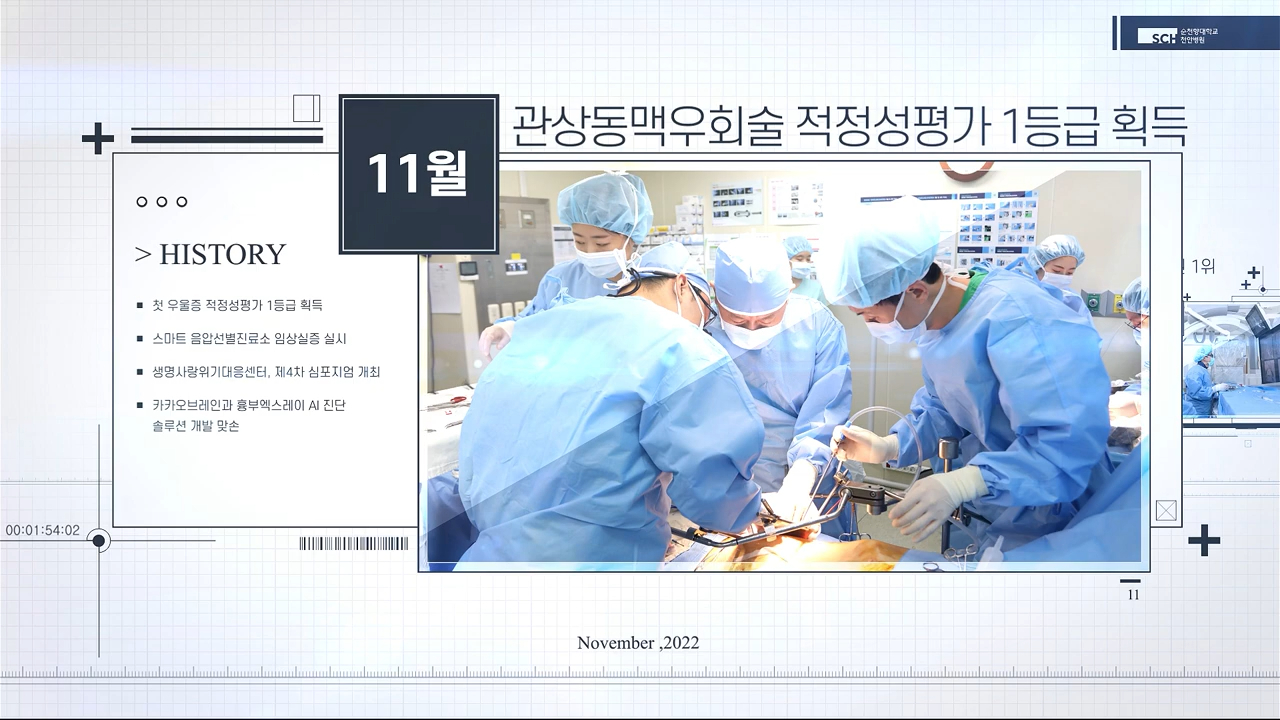 SCH 순천향대학교
천안병원
관상동맥우회술 적정성평가 1등급 획득
11월
> HISTORY
■ 첫 우울증 적정성평가 1등급 획득
■ 스마트 음압선별진료소 임상실증 실시
■ 생명사랑위기대응센터, 제4차 심포지엄 개최
■ 카카오브레인과 흉부엑스레이 AI 진단
솔루션 개발 맞손
1위
00:01:54:02
11
November ,2022